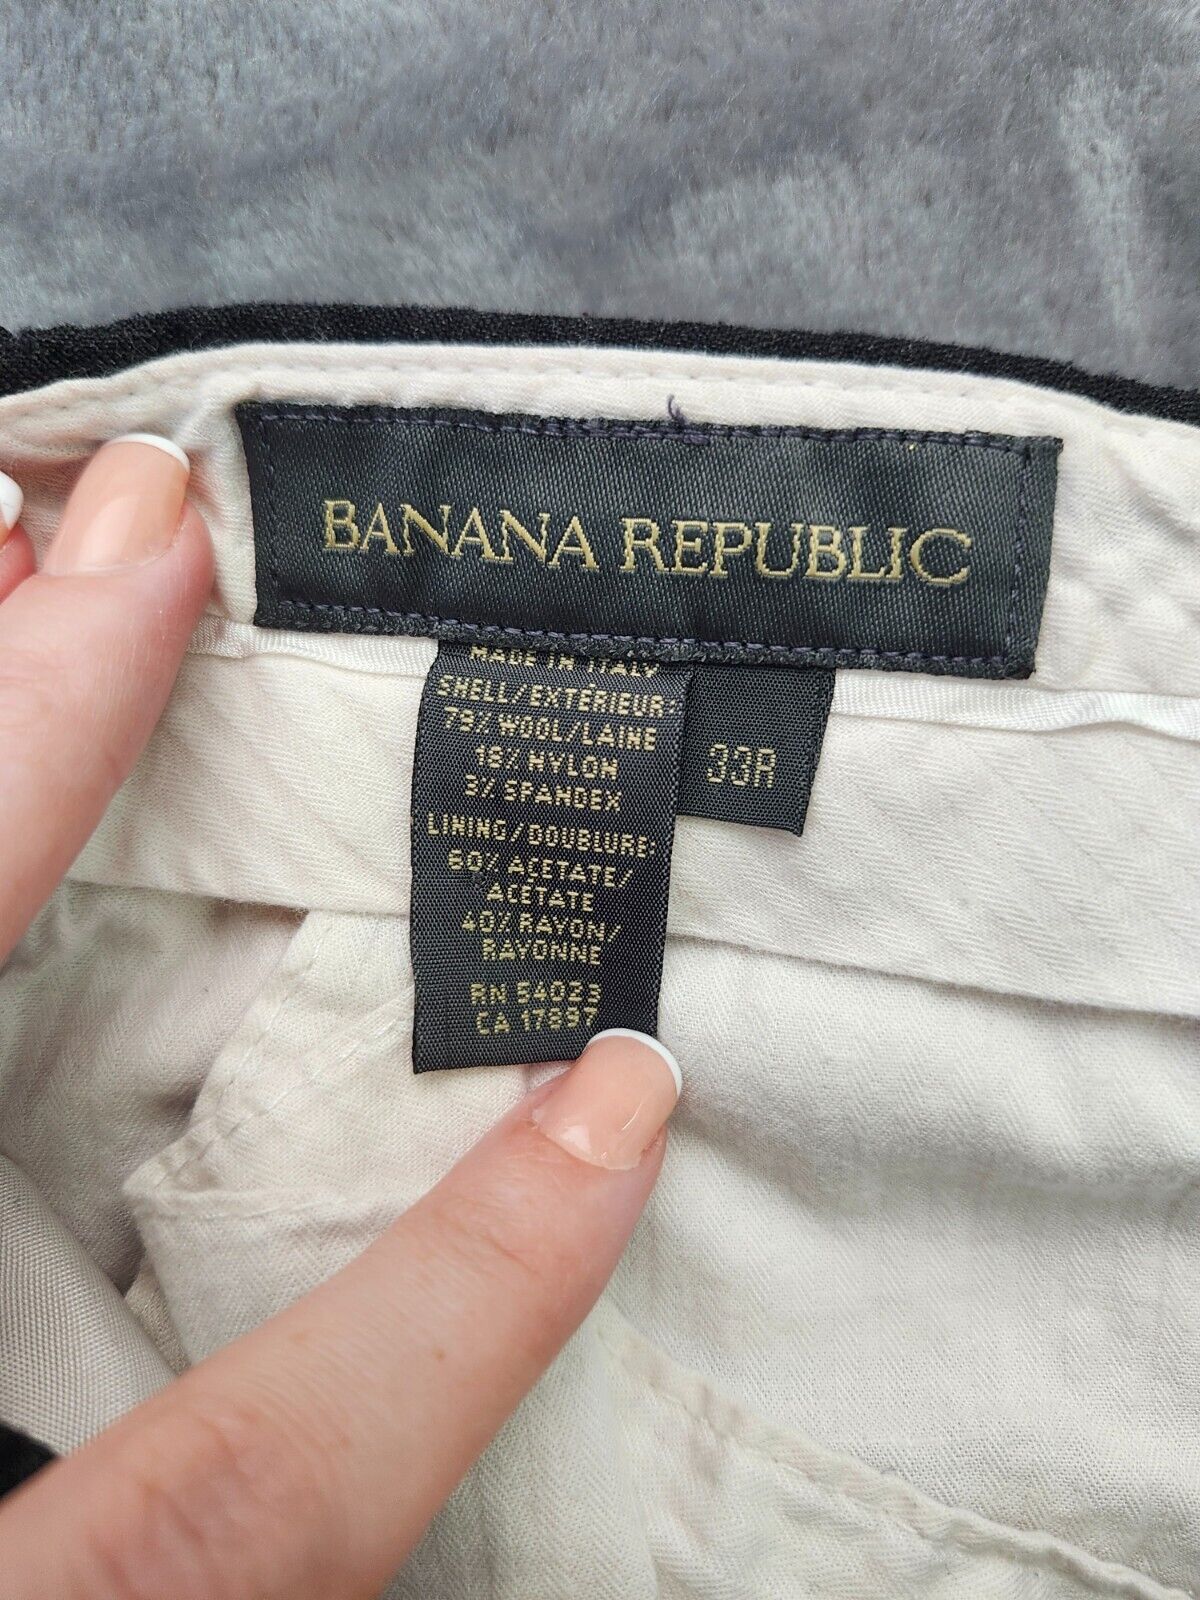 BANANA REPUBLIC
MADE IN ITALY
SHELL/EXTÉRIEUR:
79% WOOL/LAINE
18% NYLON
3% SPANDEX
LINING/DOUBLURE:
60% ACETATE/
ACÉTATE
40% RAYON/
RAYONNE
RN 54023
CA 17897
33R